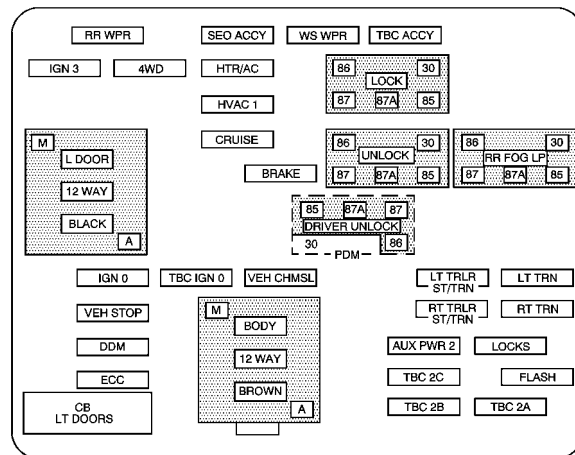 RR WPR
SEO ACCY
WS WPR
TBC ACCY
IGN 3
4WD
HTR/AC
86
30
LOCK
87
87A
85
HVAC 1
CRUISE
M
L DOOR
12 WAY
BLACK
A
86
30
UNLOCK
87
87A
85
86
30
RR FOG LP
87
87A
85
BRAKE
85
87A
87
DRIVER UNLOCK
30
86
PDM
IGN 0
TBC IGN 0
VEH CHMSL
LT TRLR
ST/TRN
LT TRN
VEH STOP
M
BODY
12 WAY
BROWN
A
RT TRLR
ST/TRN
RT TRN
DDM
AUX PWR 2
LOCKS
ECC
TBC 2C
FLASH
CB
LT DOORS
TBC 2B
TBC 2A